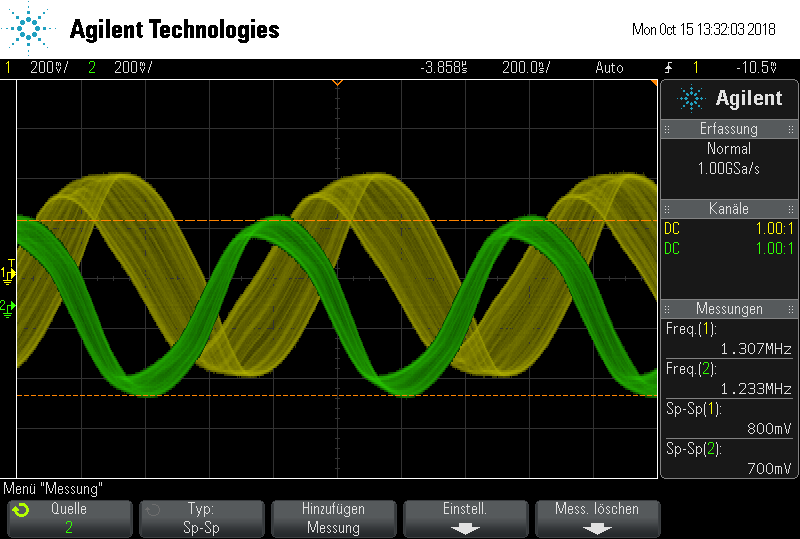 Agilent Technologies
Mon Oct 15 13:32:03 2018
1 200mV/ 2 200mV/ -3.858s 200.0s/ Auto 1 -10.5V
Agilent
Erfassung
Normal
1.00GSa/s
Kanäle
DC 1.00:1
DC 1.00:1
T
1
2
Messungen
Freq.(1):
1.307MHz
Freq.(2):
1.233MHz
Sp-Sp(1):
800mV
Sp-Sp(2):
700mV
Menü "Messung"
Quelle
2
Typ:
Sp-Sp
Hinzufügen
Messung
Einstell.
Mess. löschen